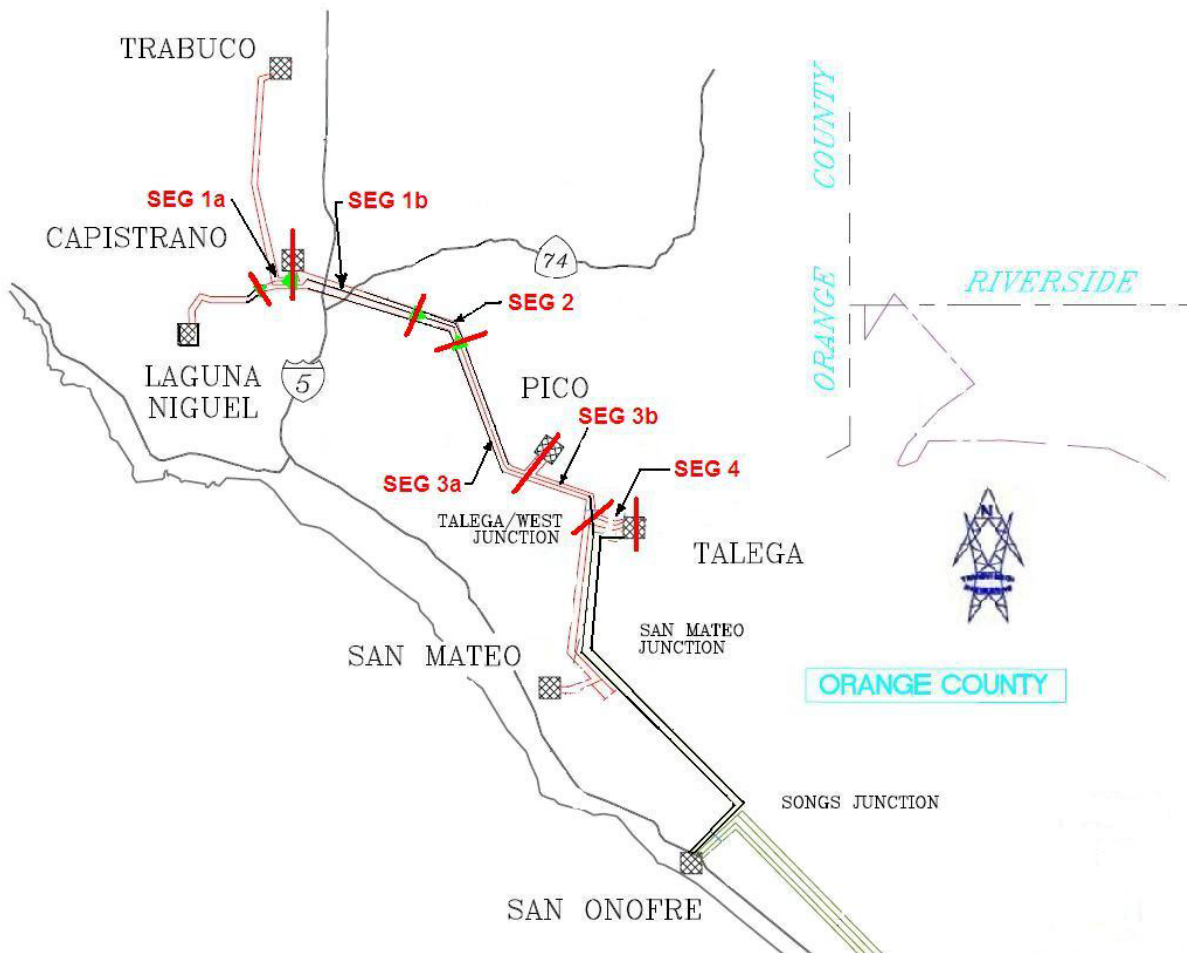 TRABUCO
COUNTY
SEG 1a
SEG 1b
CAPISTRANO
74
RIVERSIDE
ORANGE
SEG 2
LAGUNA
NIGUEL
5
PICO
SEG 3b
SEG 3a
SEG 4
TALEGA/WEST
JUNCTION
TALEGA
N
SAN MATEO
JUNCTION
SAN MATEO
ORANGE COUNTY
SONGS JUNCTION
SAN ONOFRE